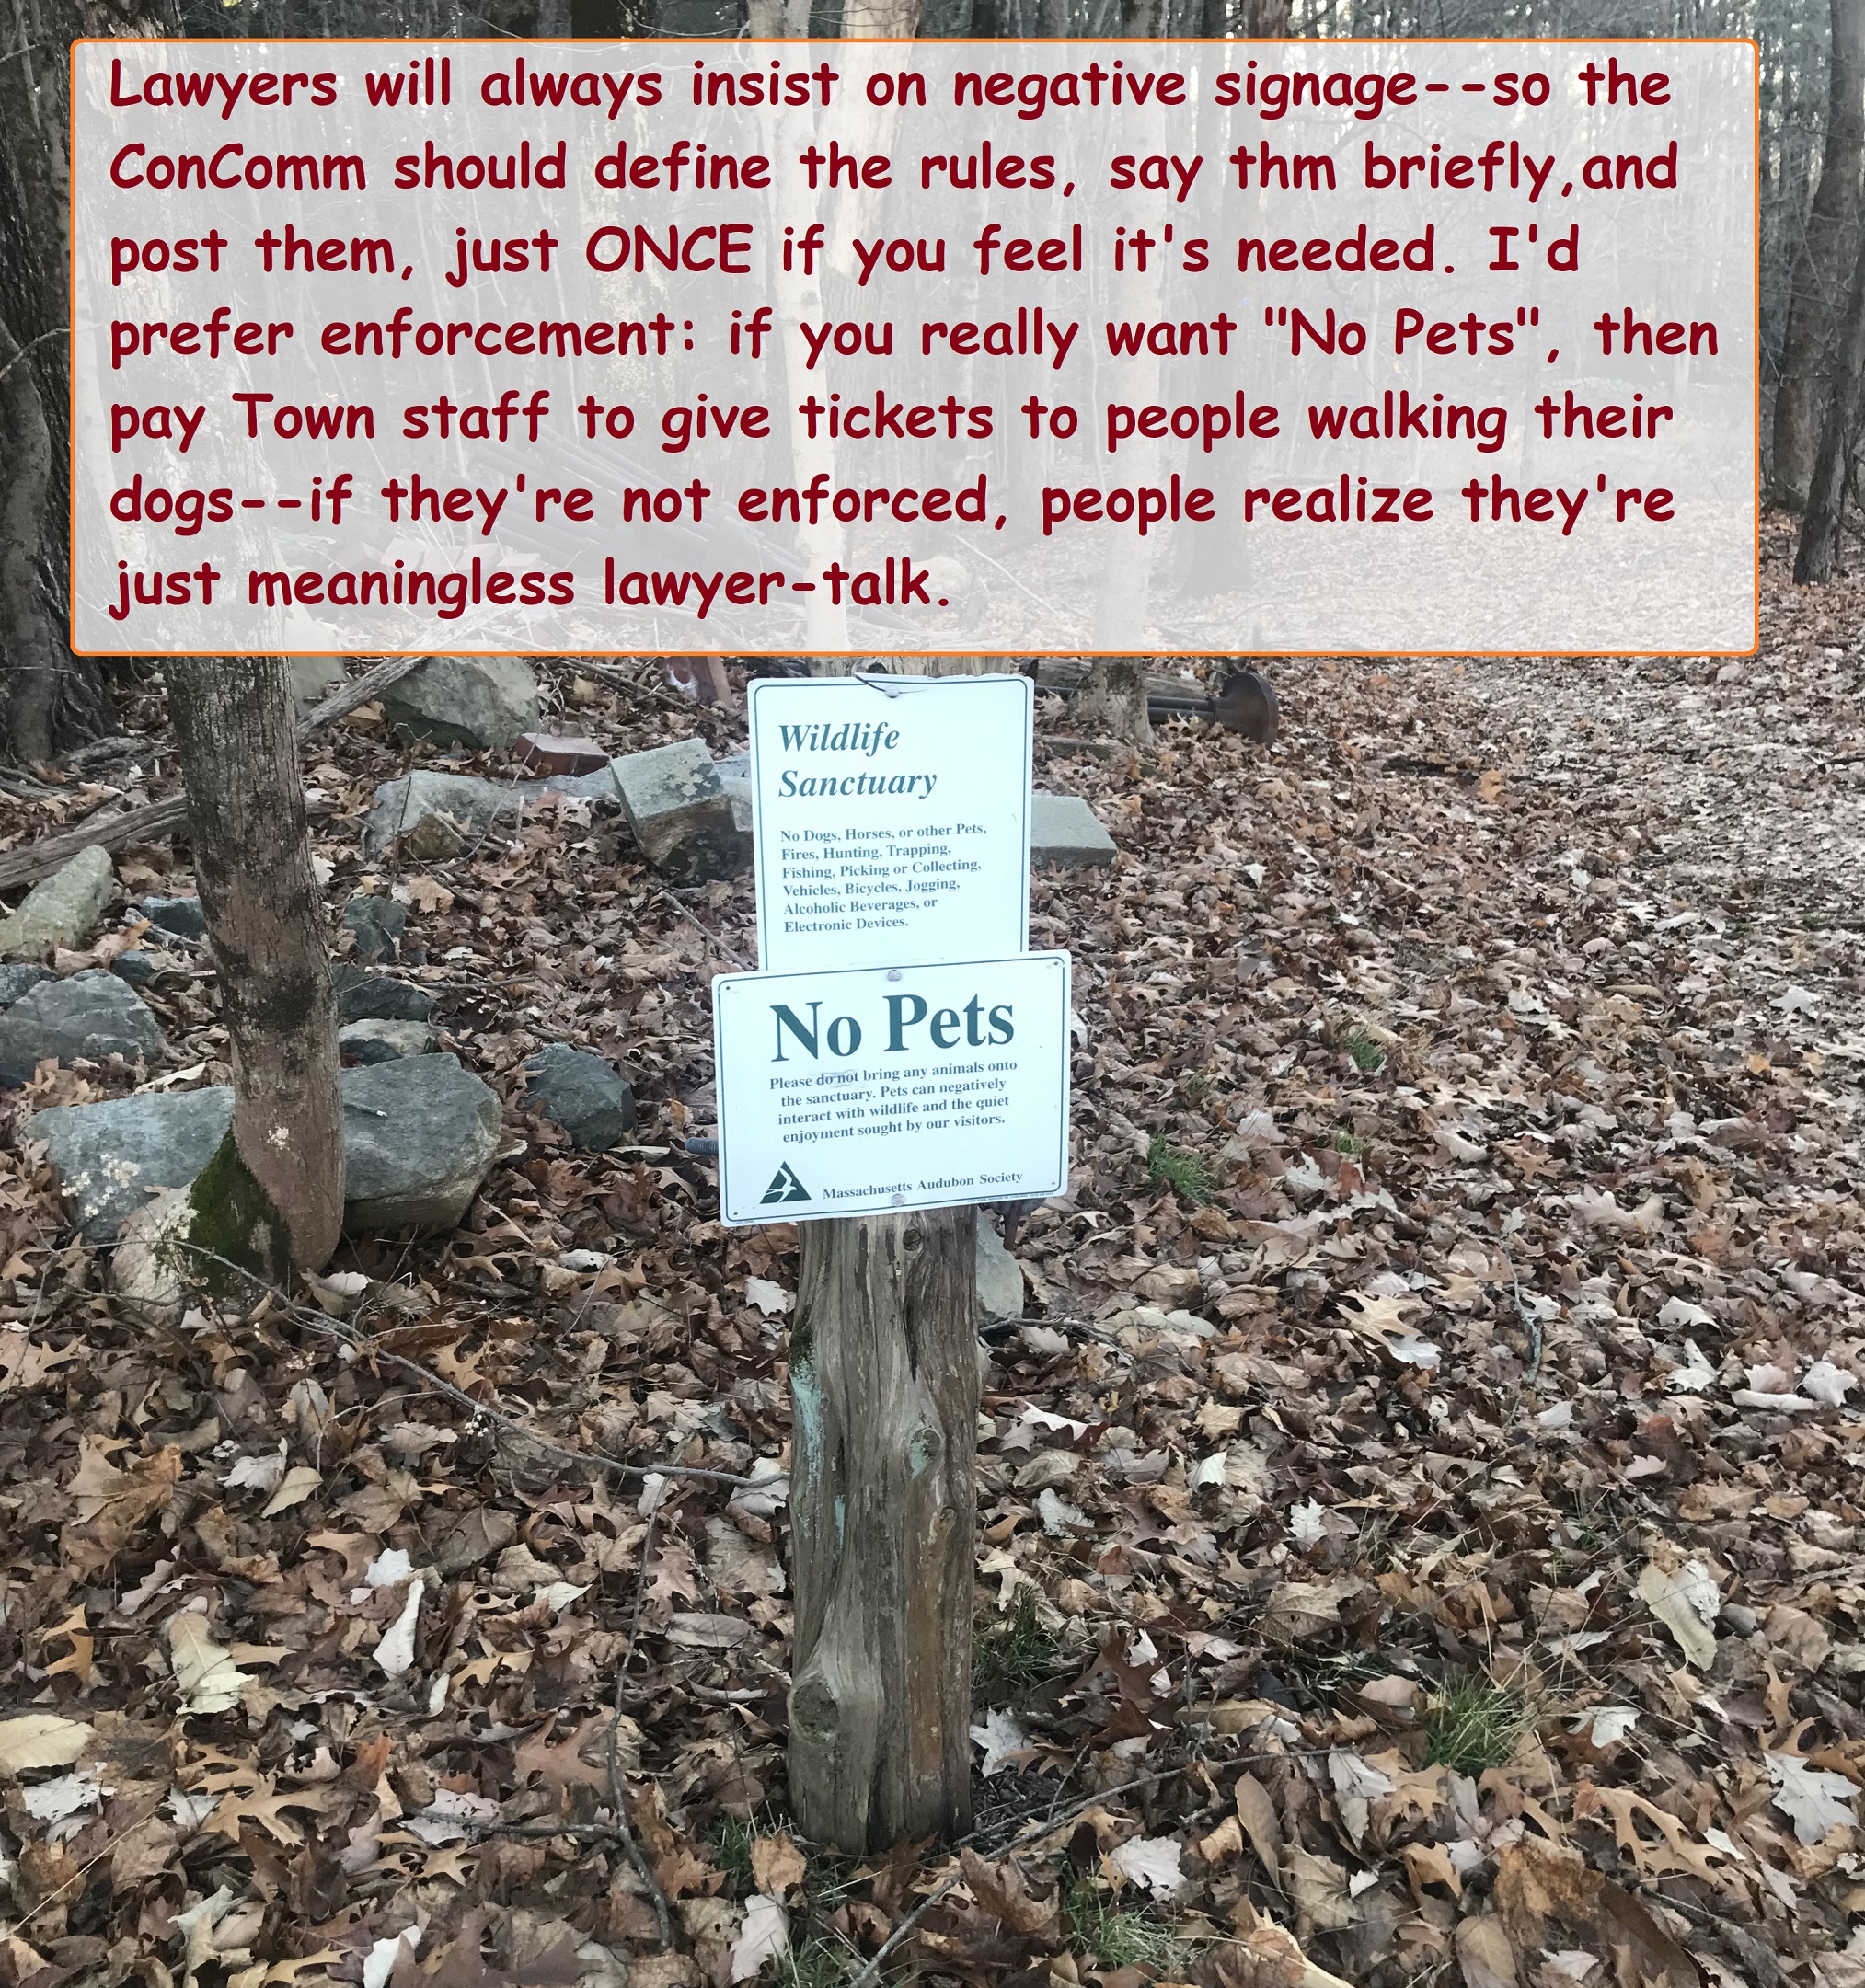 Lawyers will always insist on negative signage--so the
ConComm should define the rules, say thm briefly,and
post them, just ONCE if you feel it's needed. I'd
prefer enforcement: if you really want "No Pets", then
pay Town staff to give tickets to people walking their
dogs--if they're not enforced, people realize they're
just meaningless lawyer-talk.
Wildlife
Sanctuary
No Dogs, Horses, or other Pets,
Fires, Hunting, Trapping,
Fishing, Picking or Collecting,
Vehicles, Bicycles, Jogging,
Alcoholic Beverages, or
Electronic Devices.
No Pets
Please do not bring any animals onto
the sanctuary. Pets can negatively
interact with wildlife and the quiet
enjoyment sought by our visitors.
Massachusetts Audubon Society